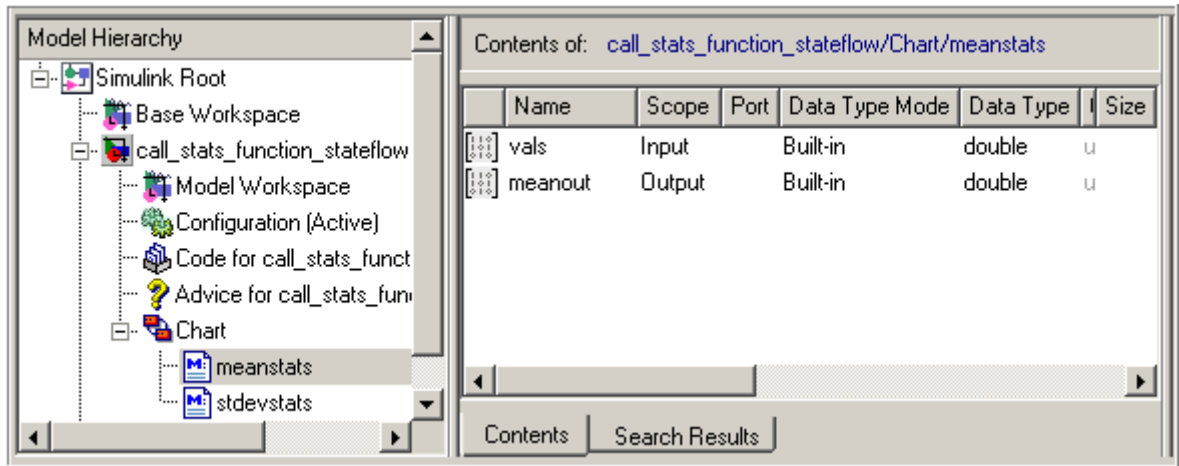 Model Hierarchy
Simulink Root
Base Workspace
call_stats_function_stateflow
Model Workspace
Configuration (Active)
Code for call_stats_funct
Advice for call_stats_fun
Chart
meanstats
stdevstats
Contents of: call_stats_function_stateflow/Chart/meanstats
Name Scope Port Data Type Mode Data Type Size
vals Input Built-in double u
meanout Output Built-in double u
Contents Search Results